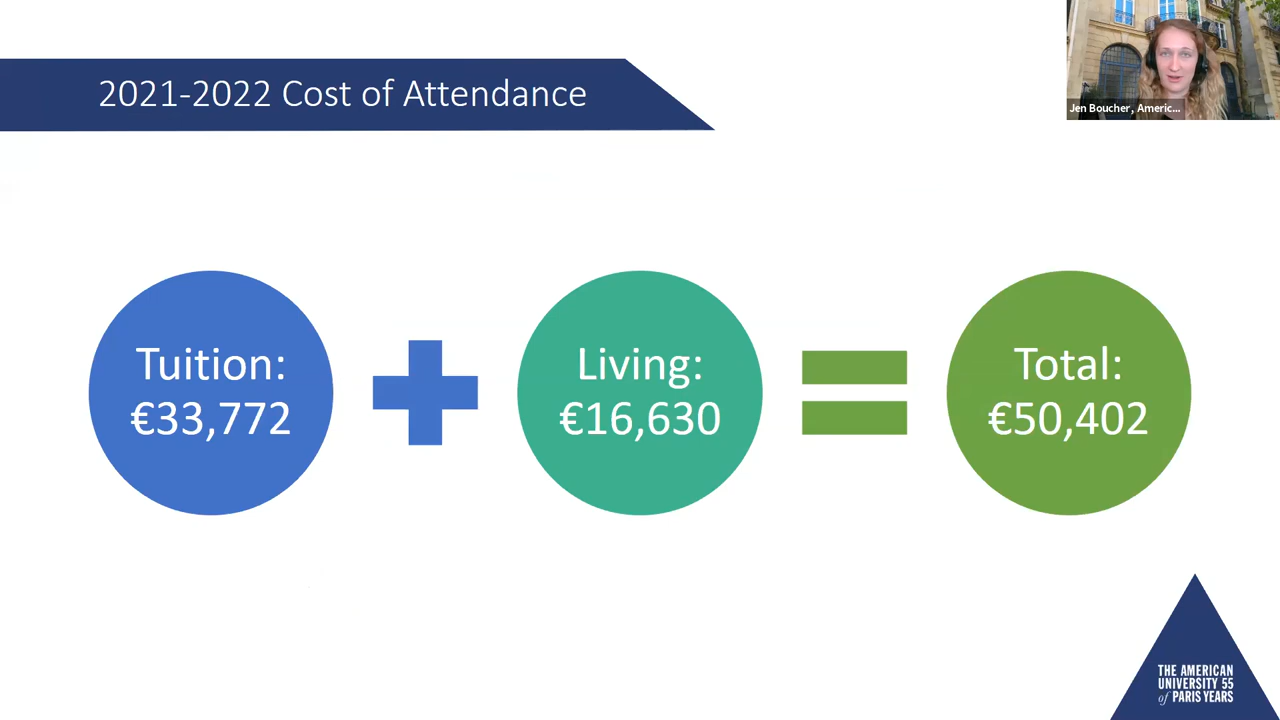 2021-2022 Cost of Attendance
Jen Boucher, Americ...
Tuition:
€33,772
Living:
€16,630
Total:
€50,402
THE AMERICAN
UNIVERSITY 55
of PARIS YEARS